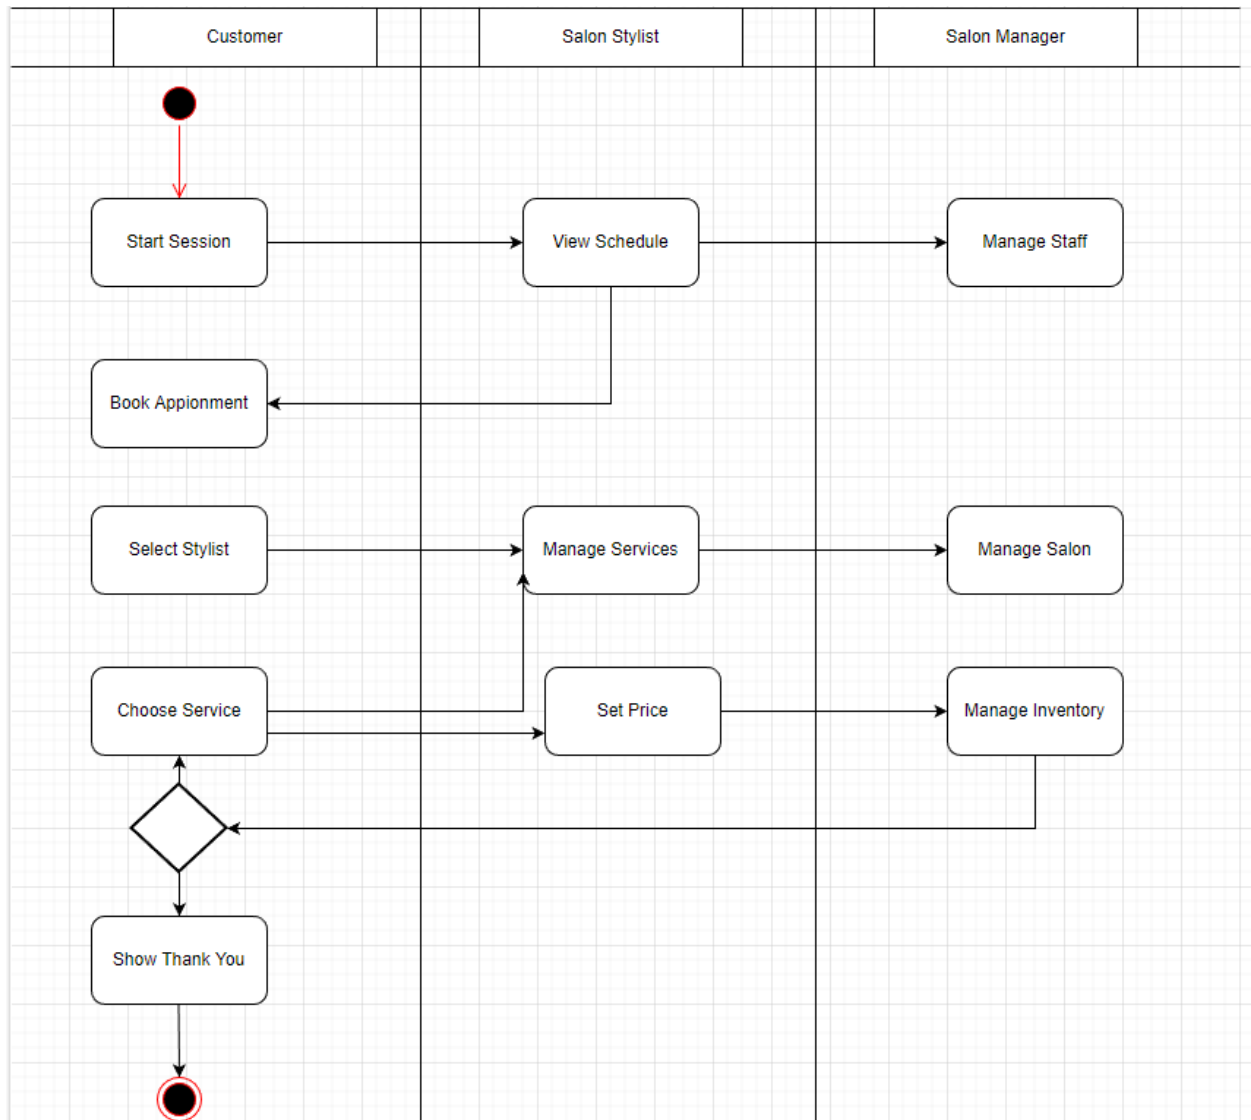 Customer
Salon Stylist
Salon Manager
Start Session
View Schedule
Manage Staff
Book Appionment
Select Stylist
Manage Services
Manage Salon
Choose Service
Set Price
Manage Inventory
Show Thank You